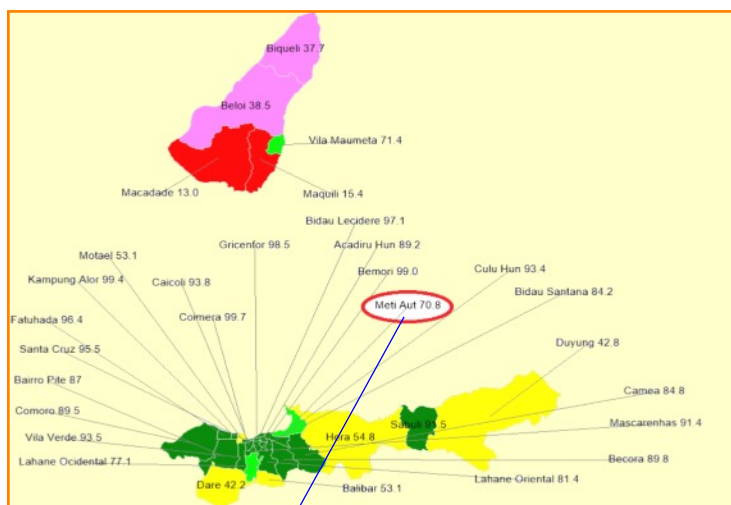 Biqueli 37.7
Beloi 38.5
Vila Maumeta 71.4
Macadade 13.0
Maquili 15.4
Bidau Lecidere 97.1
Gricenfor 98.5
Acadiru Hun 89.2
Motael 53.1
Bemori 99.0
Culu Hun 93.4
Kampung Alor 99.4
Caicoli 93.8
Bidau Santana 84.2
Meti Aut 70.8
Coimera 99.7
Fatuhada 96.4
Duyung 42.8
Santa Cruz 95.5
Bairro Pite 87
Camea 84.8
Comoro 89.5
Sabuli 91.5
Mascarenhas 91.4
Vila Verde 93.5
Hera 54.8
Becora 89.8
Lahane Ocidental 77.1
Lahane Oriental 81.4
Dare 42.2
Balibar 53.1